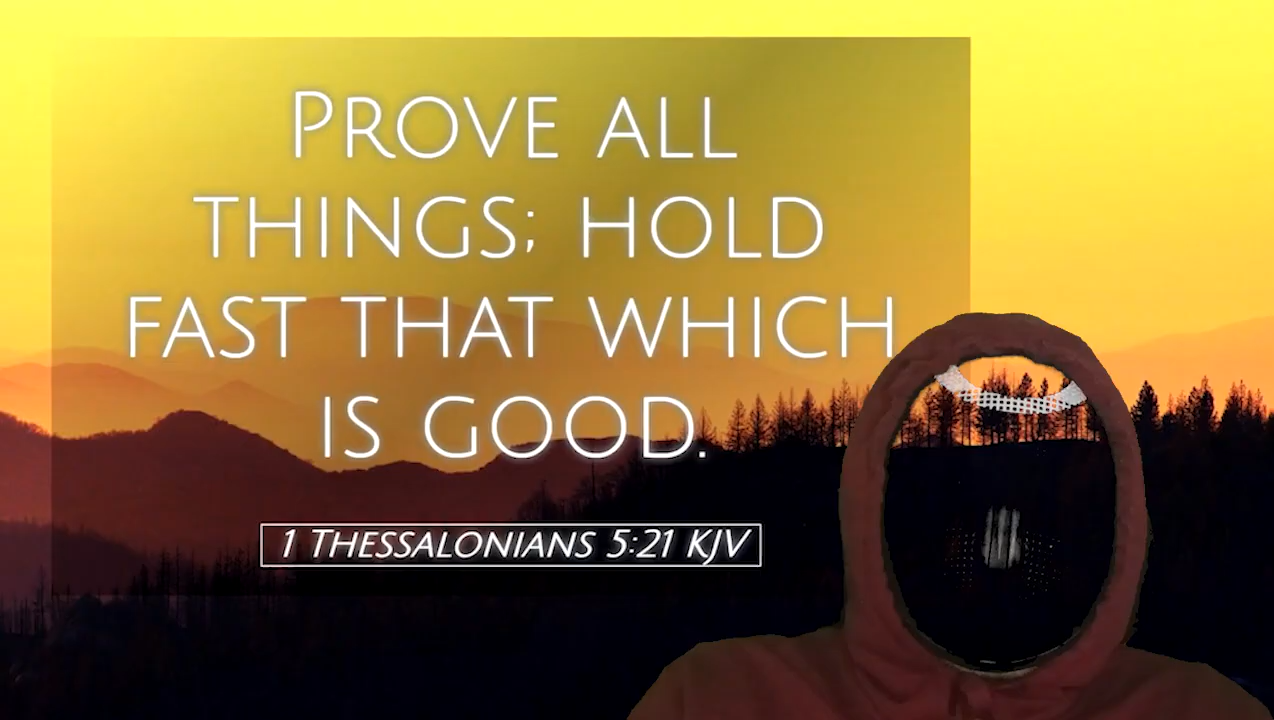 Prove all
things; hold
fast that which
is good.
1 Thessalonians 5:21 KJV